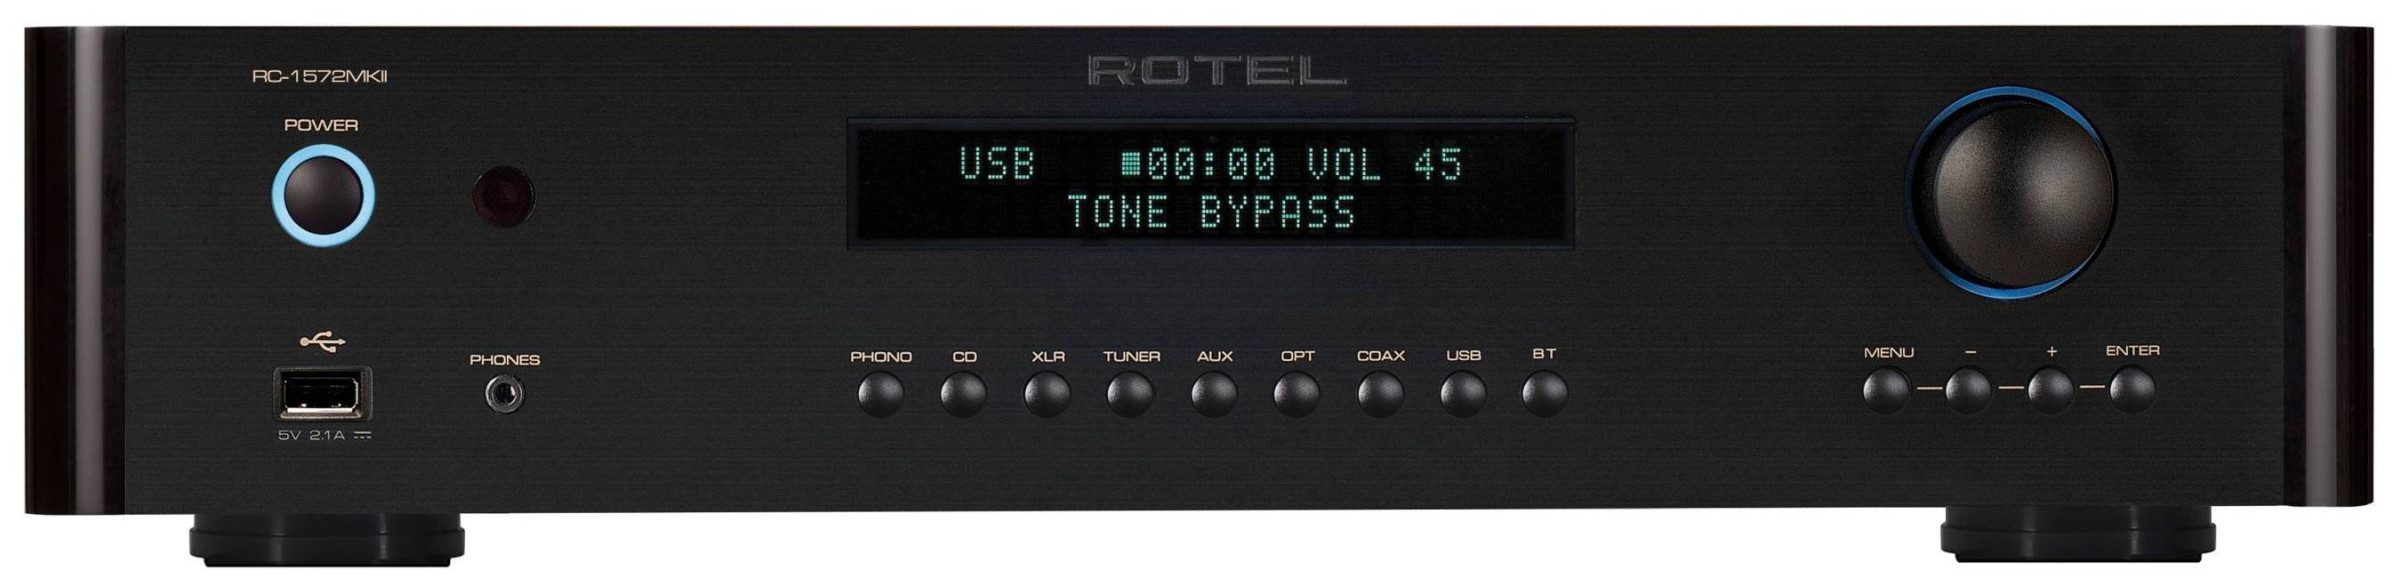 ROTEL
RC-1572MKII
POWER
USB 00:00 VOL 45
TONE BYPASS
5V 2.1A
PHONES
PHONO CD XLR TUNER AUX OPT COAX USB BT
MENU - + ENTER